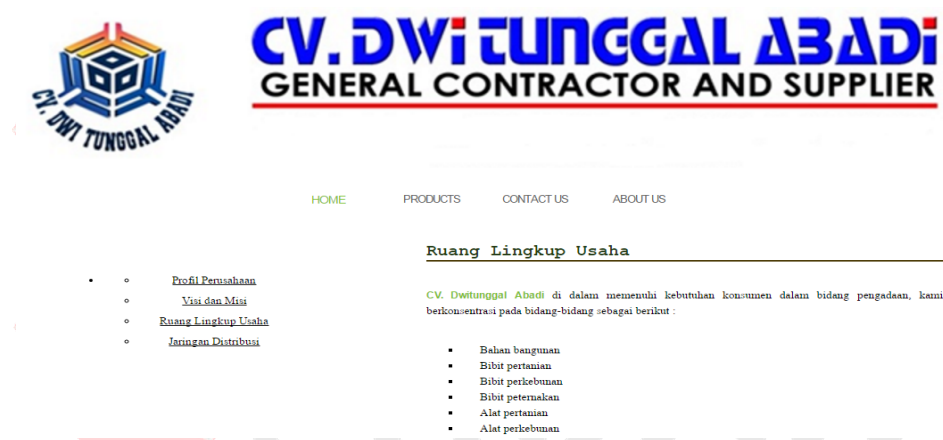 CV. DWI TUNGGAL ABADI
CV. DWI TUNGGAL ABADI
GENERAL CONTRACTOR AND SUPPLIER
HOME PRODUCTS CONTACT US ABOUT US
Profil Perusahaan
Visi dan Misi
Ruang Lingkup Usaha
Jaringan Distribusi
Ruang Lingkup Usaha
CV. Dwitunggal Abadi di dalam memenuhi kebutuhan konsumen dalam bidang pengadaan, kami
berkonsentrasi pada bidang-bidang sebagai berikut :
Bahan bangunan
Bibit pertanian
Bibit perkebunan
Bibit peternakan
Alat pertanian
Alat perkebunan